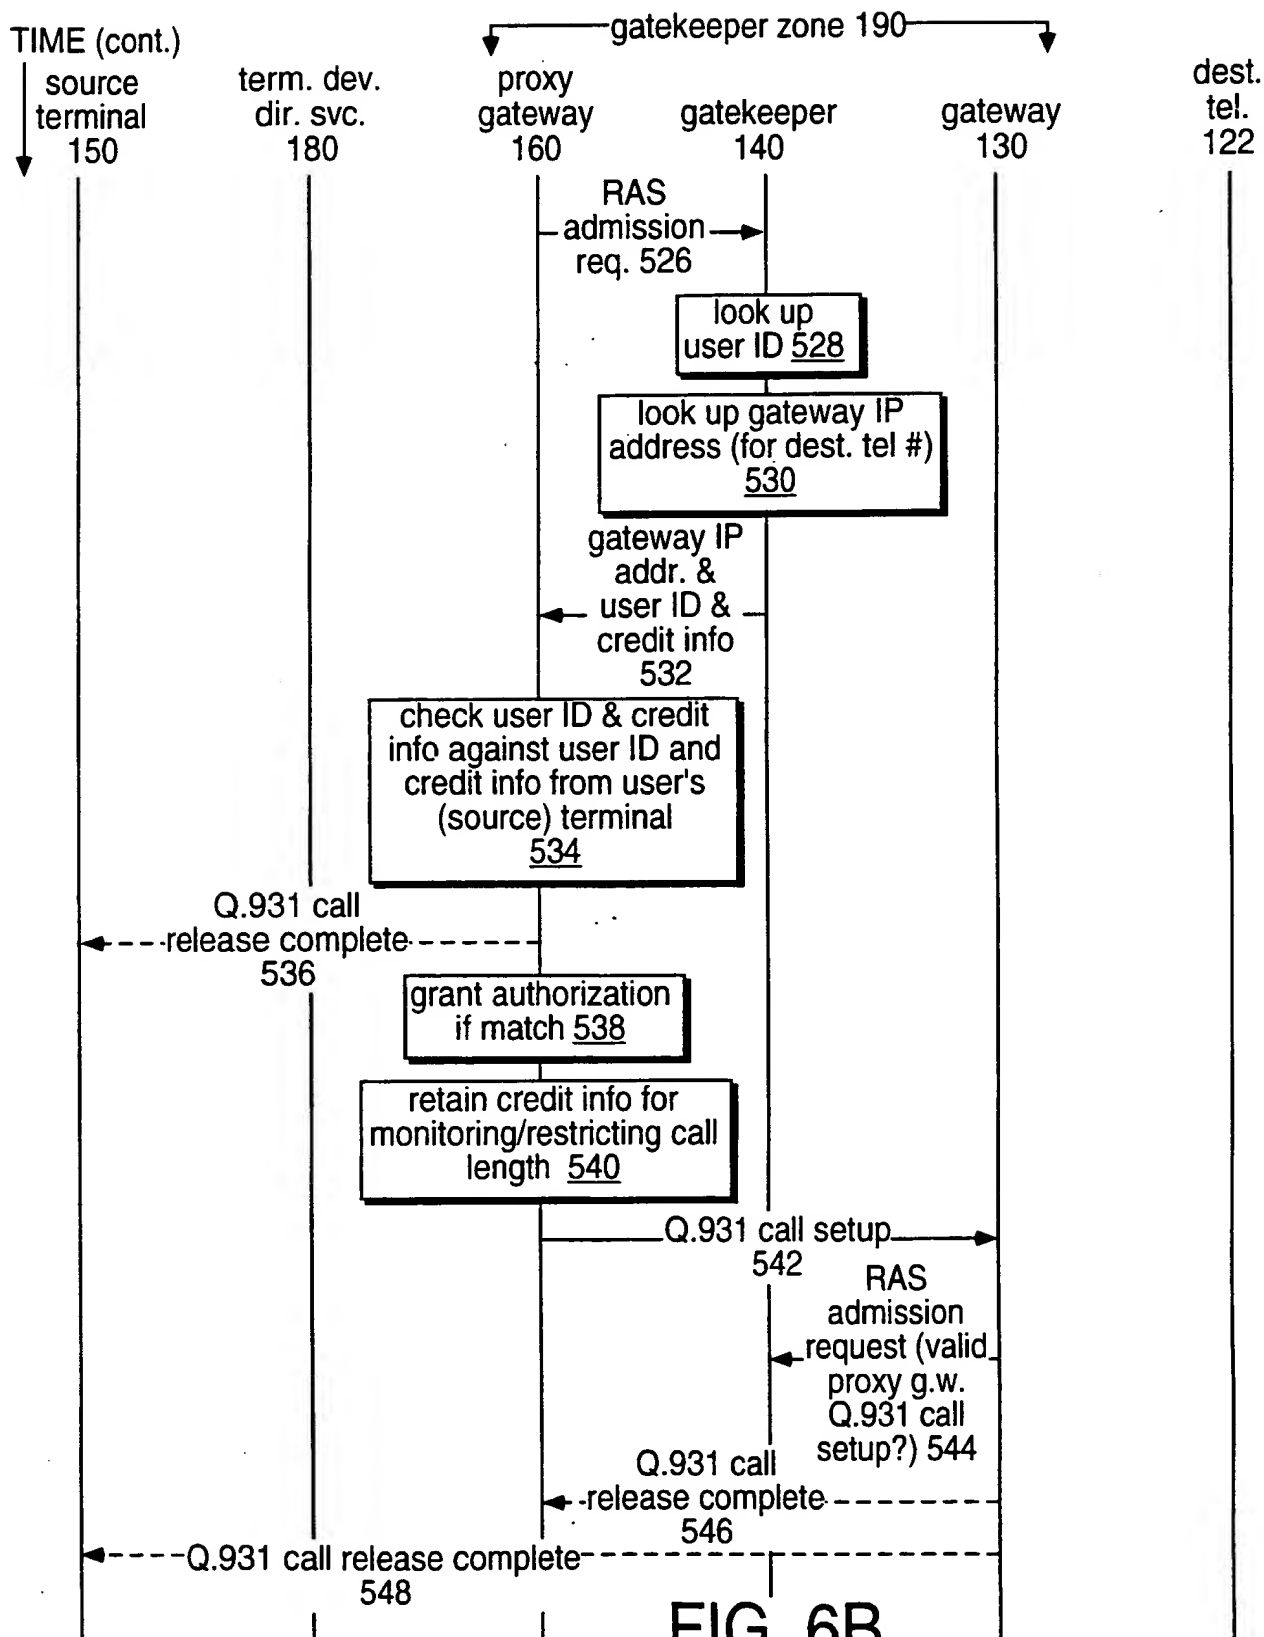 gatekeeper zone 190
TIME (cont.)
source
terminal
150
term. dev.
dir. svc.
180
proxy
gateway
160
gatekeeper
140
gateway
130
dest.
tel.
122
RAS
admission
req. 526
look up
user ID 528
look up gateway IP
address (for dest. tel #)
530
gateway IP
addr. &
user ID &
credit info
532
check user ID & credit
info against user ID and
credit info from user's
(source) terminal
534
Q.931 call
release complete
536
grant authorization
if match 538
retain credit info for
monitoring/restricting call
length 540
Q.931 call setup
542
RAS
admission
request (valid
proxy g.w.
Q.931 call
setup?) 544
Q.931 call
release complete
546
Q.931 call release complete
548
FIG. 6B